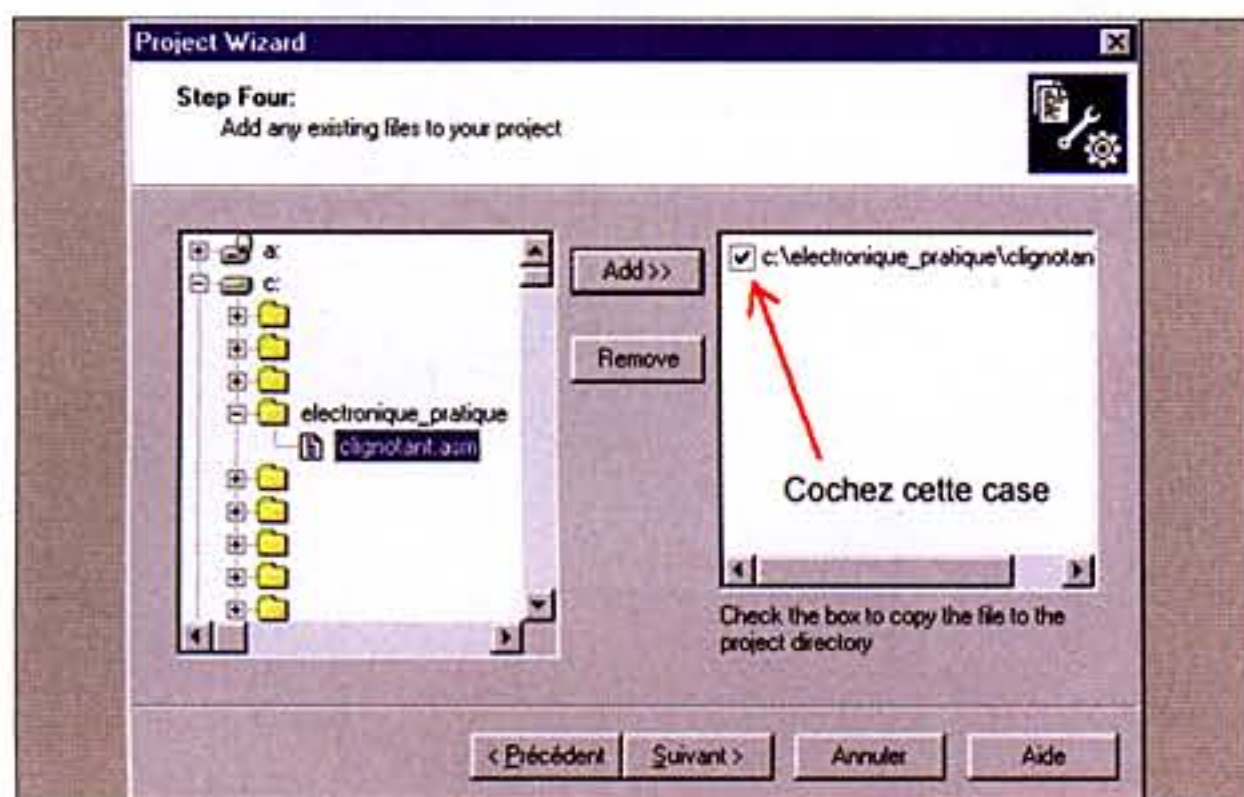 Project Wizard
Step Four:
Add any existing files to your project
a:
c:
electronique_pratique
clignotant.asm
Add >>
Remove
c:\electronique_pratique\clignotan
Cochez cette case
Check the box to copy the file to the
project directory
< Précédent
Suivant >
Annuler
Aide